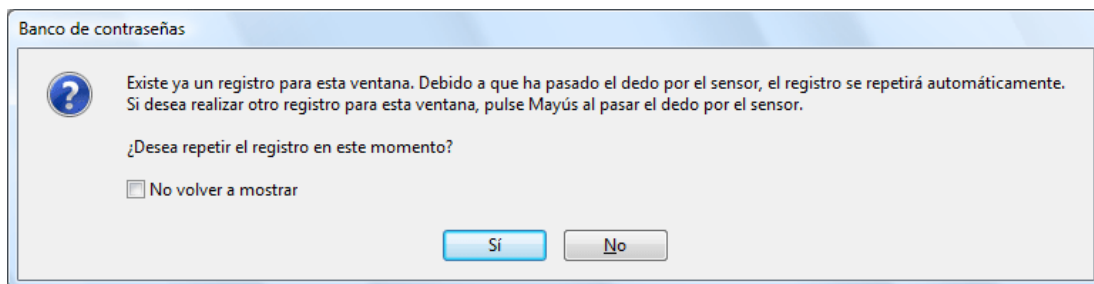 Banco de contraseñas
Existe ya un registro para esta ventana. Debido a que ha pasado el dedo por el sensor, el registro se repetirá automáticamente.
Si desea realizar otro registro para esta ventana, pulse Mayús al pasar el dedo por el sensor.
¿Desea repetir el registro en este momento?
No volver a mostrar
Sí No